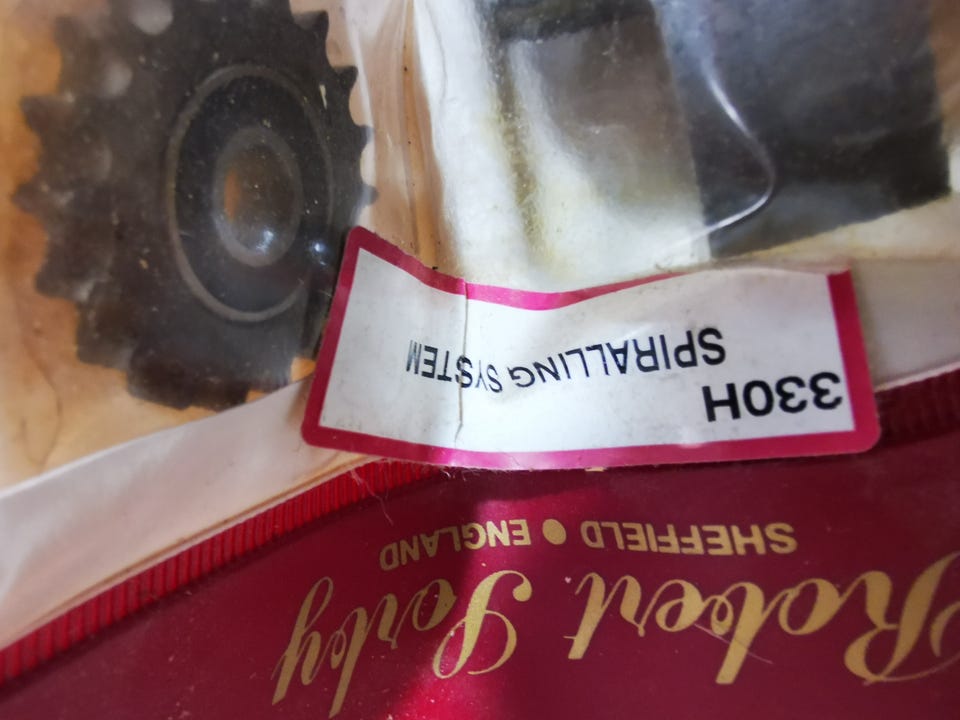 Robert Sorby
SHEFFIELD ● ENGLAND
330H
SPIRALLING SYSTEM